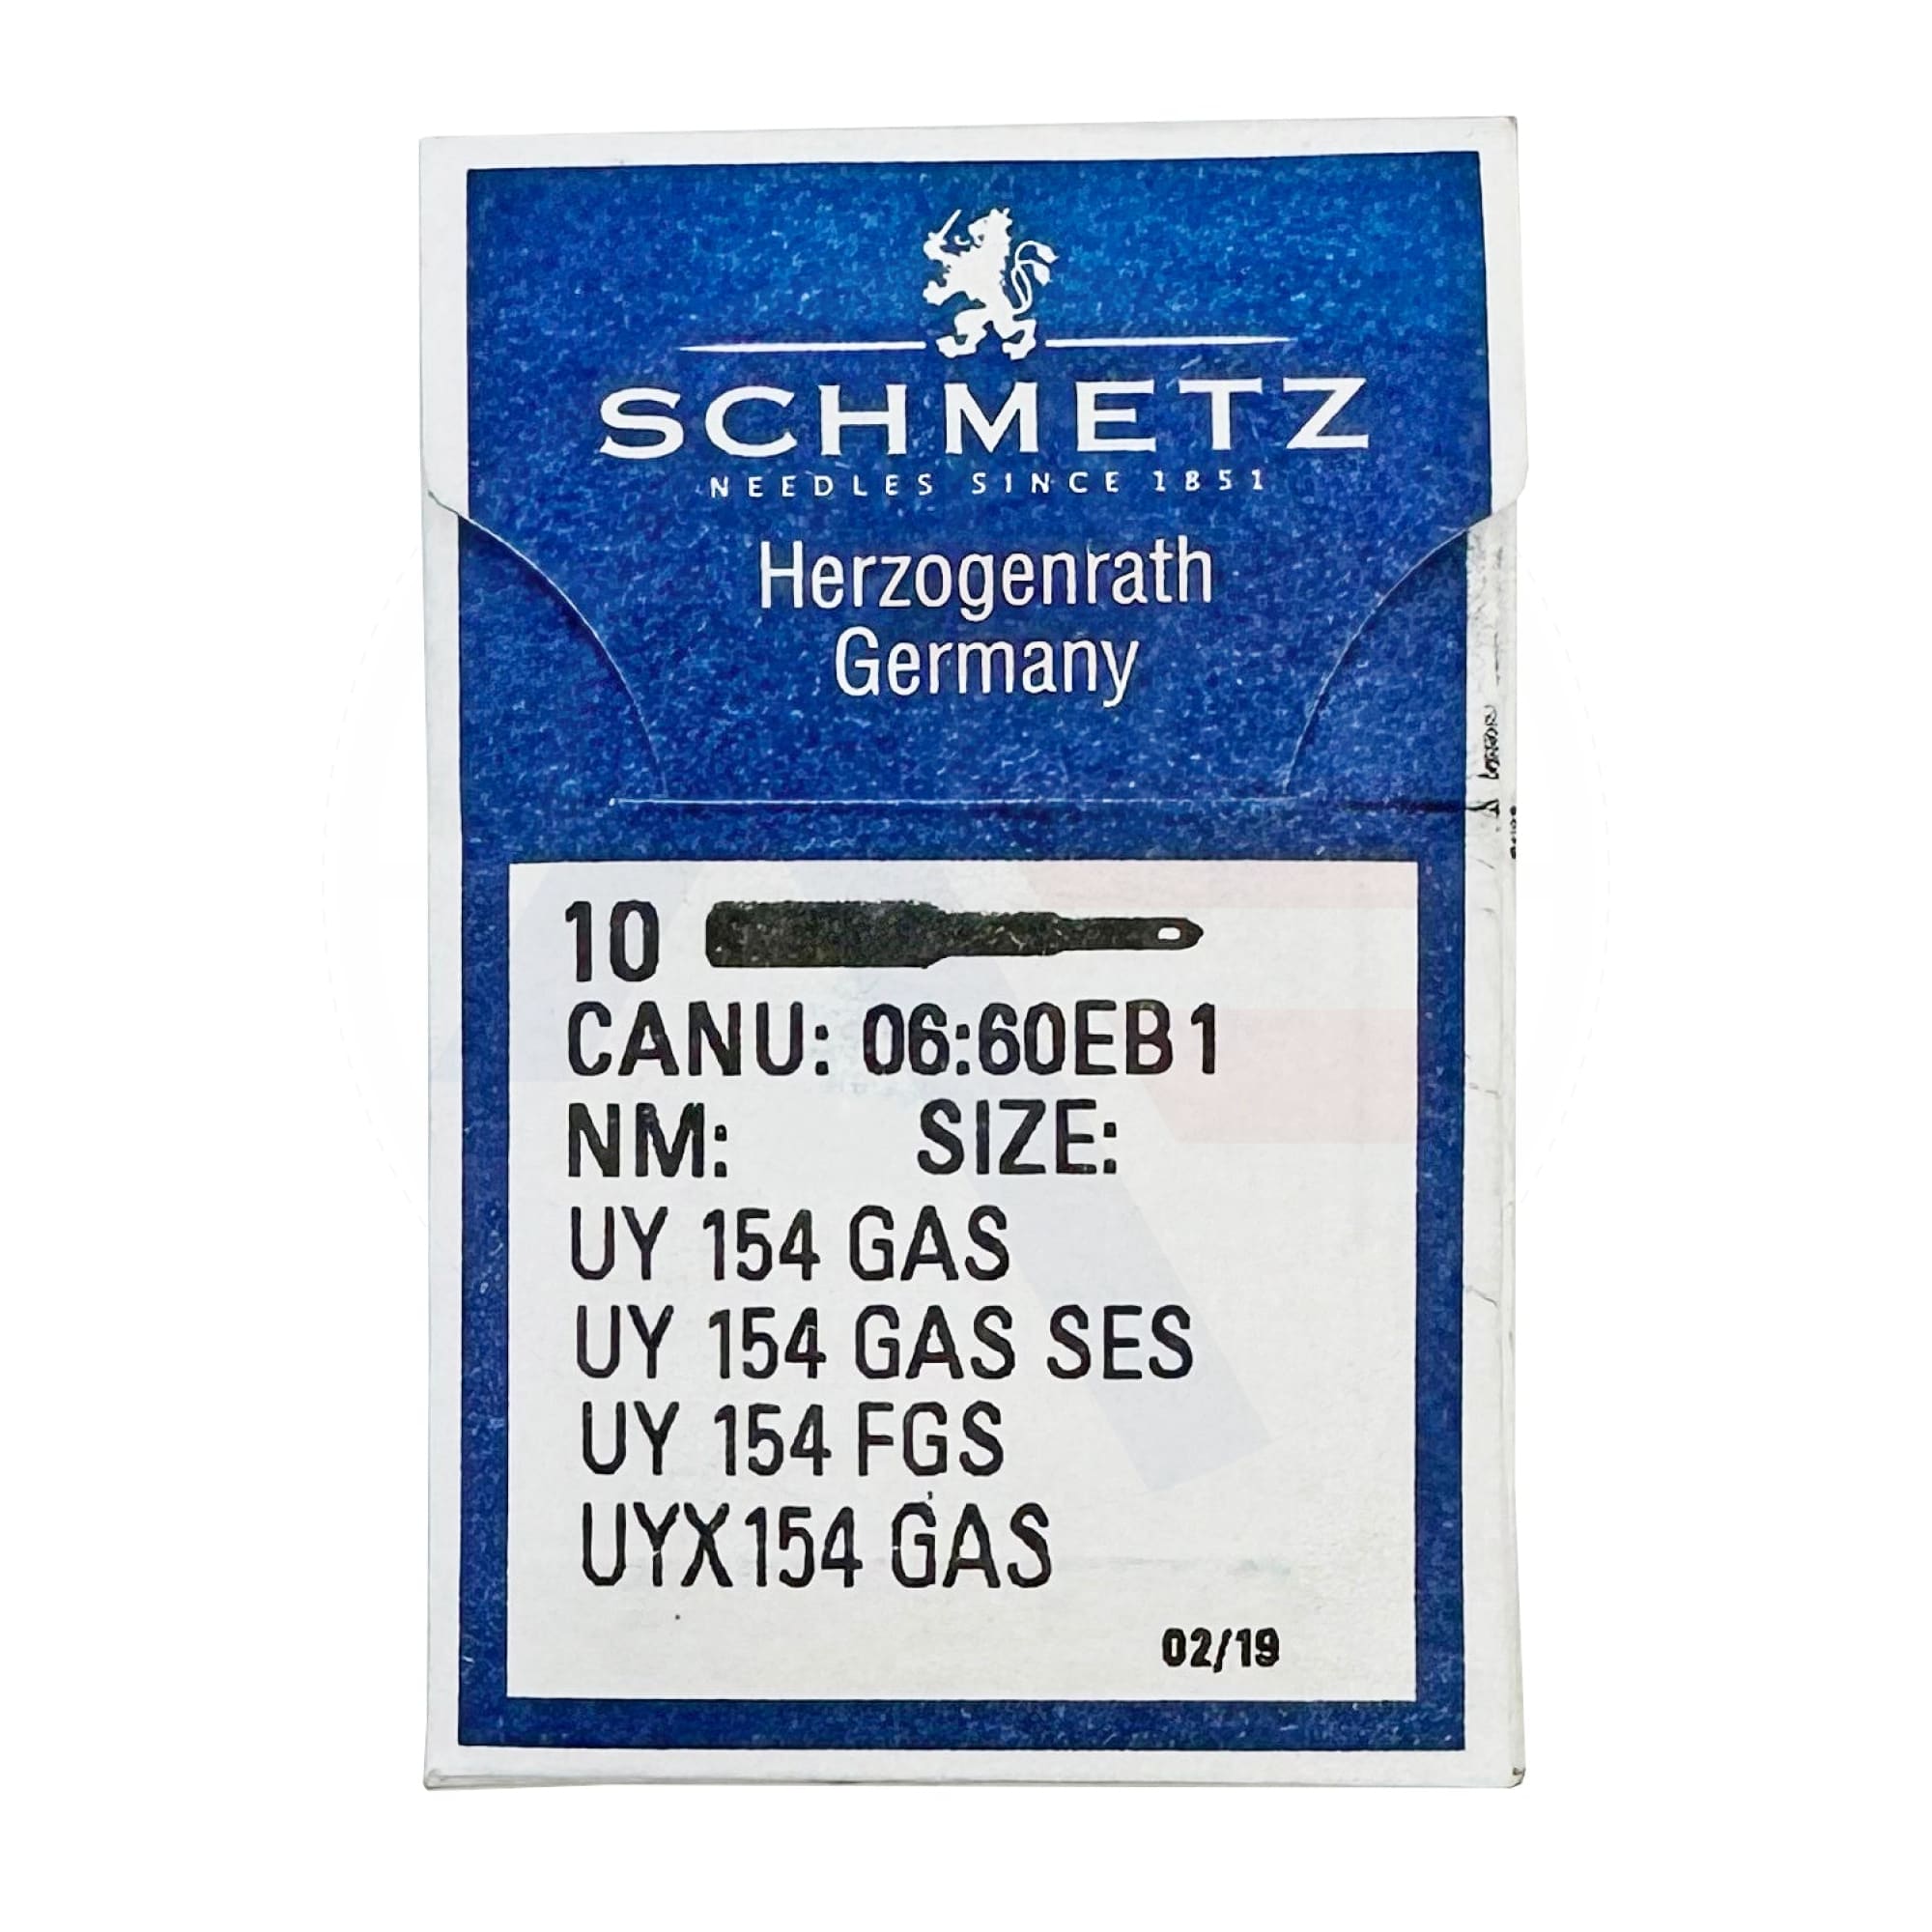 SCHMETZ
NEEDLES SINCE 1851
Herzogenrath
Germany
10
CANU: 06:60EB1
NM: SIZE:
UY 154 GAS
UY 154 GAS SES
UY 154 FGS
UYX154 GAS
02/19